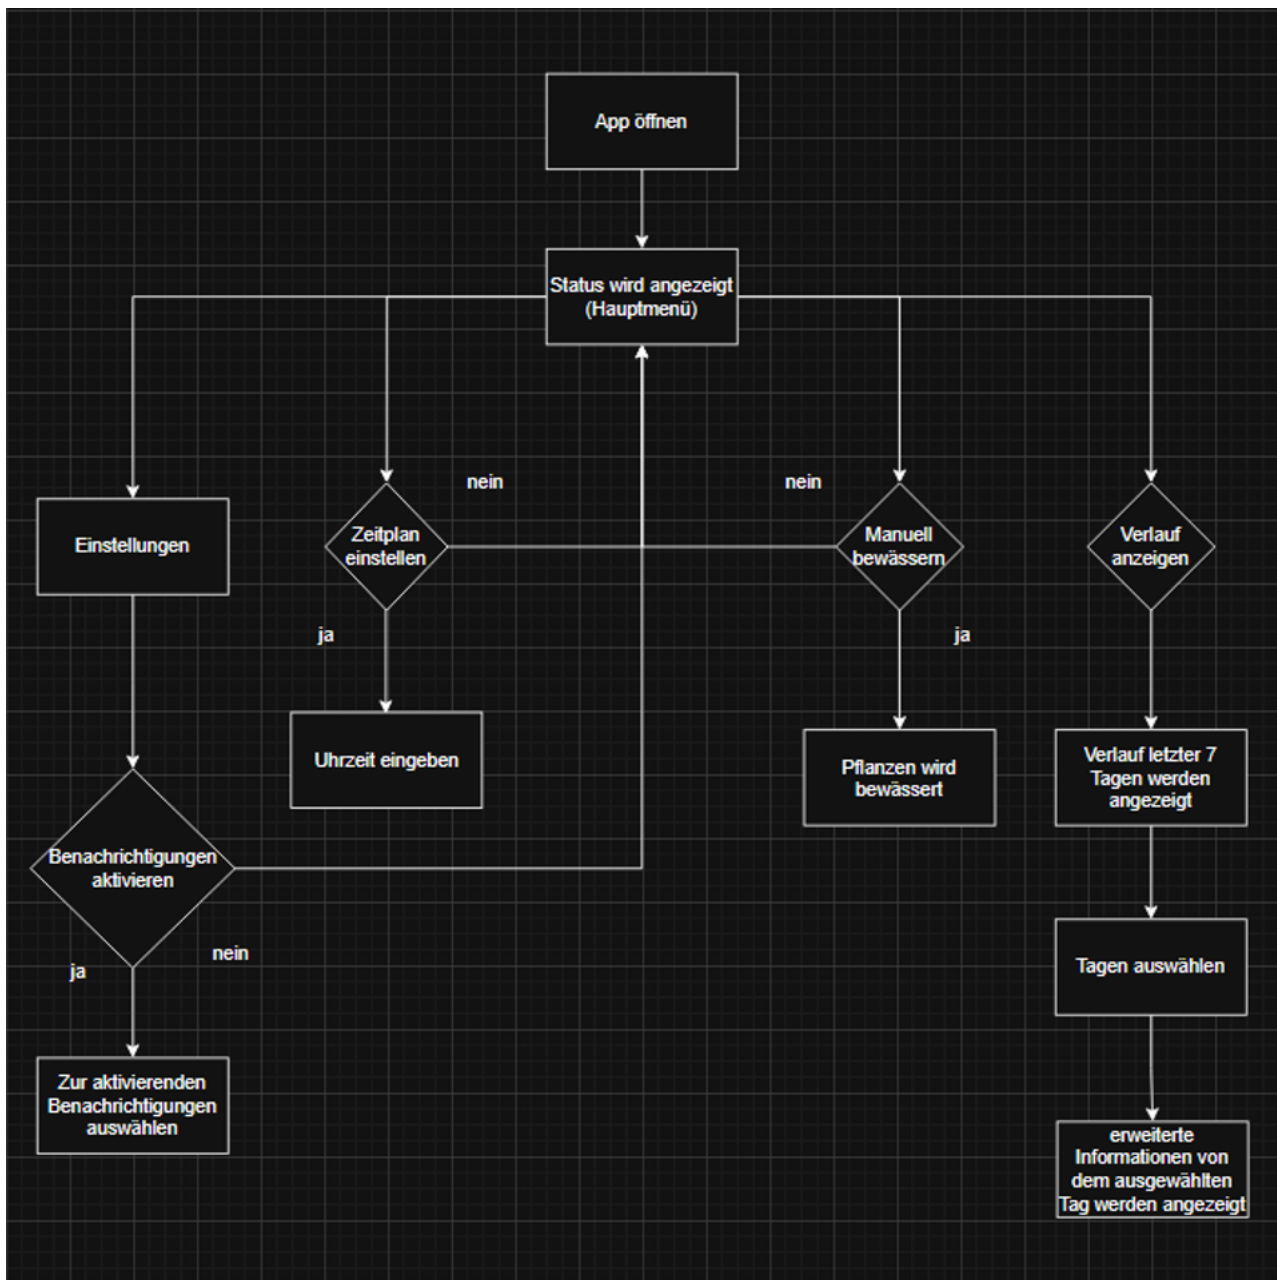 App öffnen
Status wird angezeigt
(Hauptmenü)
nein
nein
Einstellungen
Zeitplan
einstellen
Manuell
bewässern
Verlauf
anzeigen
ja
ja
Uhrzeit eingeben
Pflanzen wird
bewässert
Verlauf letzter 7
Tagen werden
angezeigt
Benachrichtigungen
aktivieren
nein
ja
Tagen auswählen
Zur aktivierenden
Benachrichtigungen
auswählen
erweiterte
Informationen von
dem ausgewählten
Tag werden angezeigt